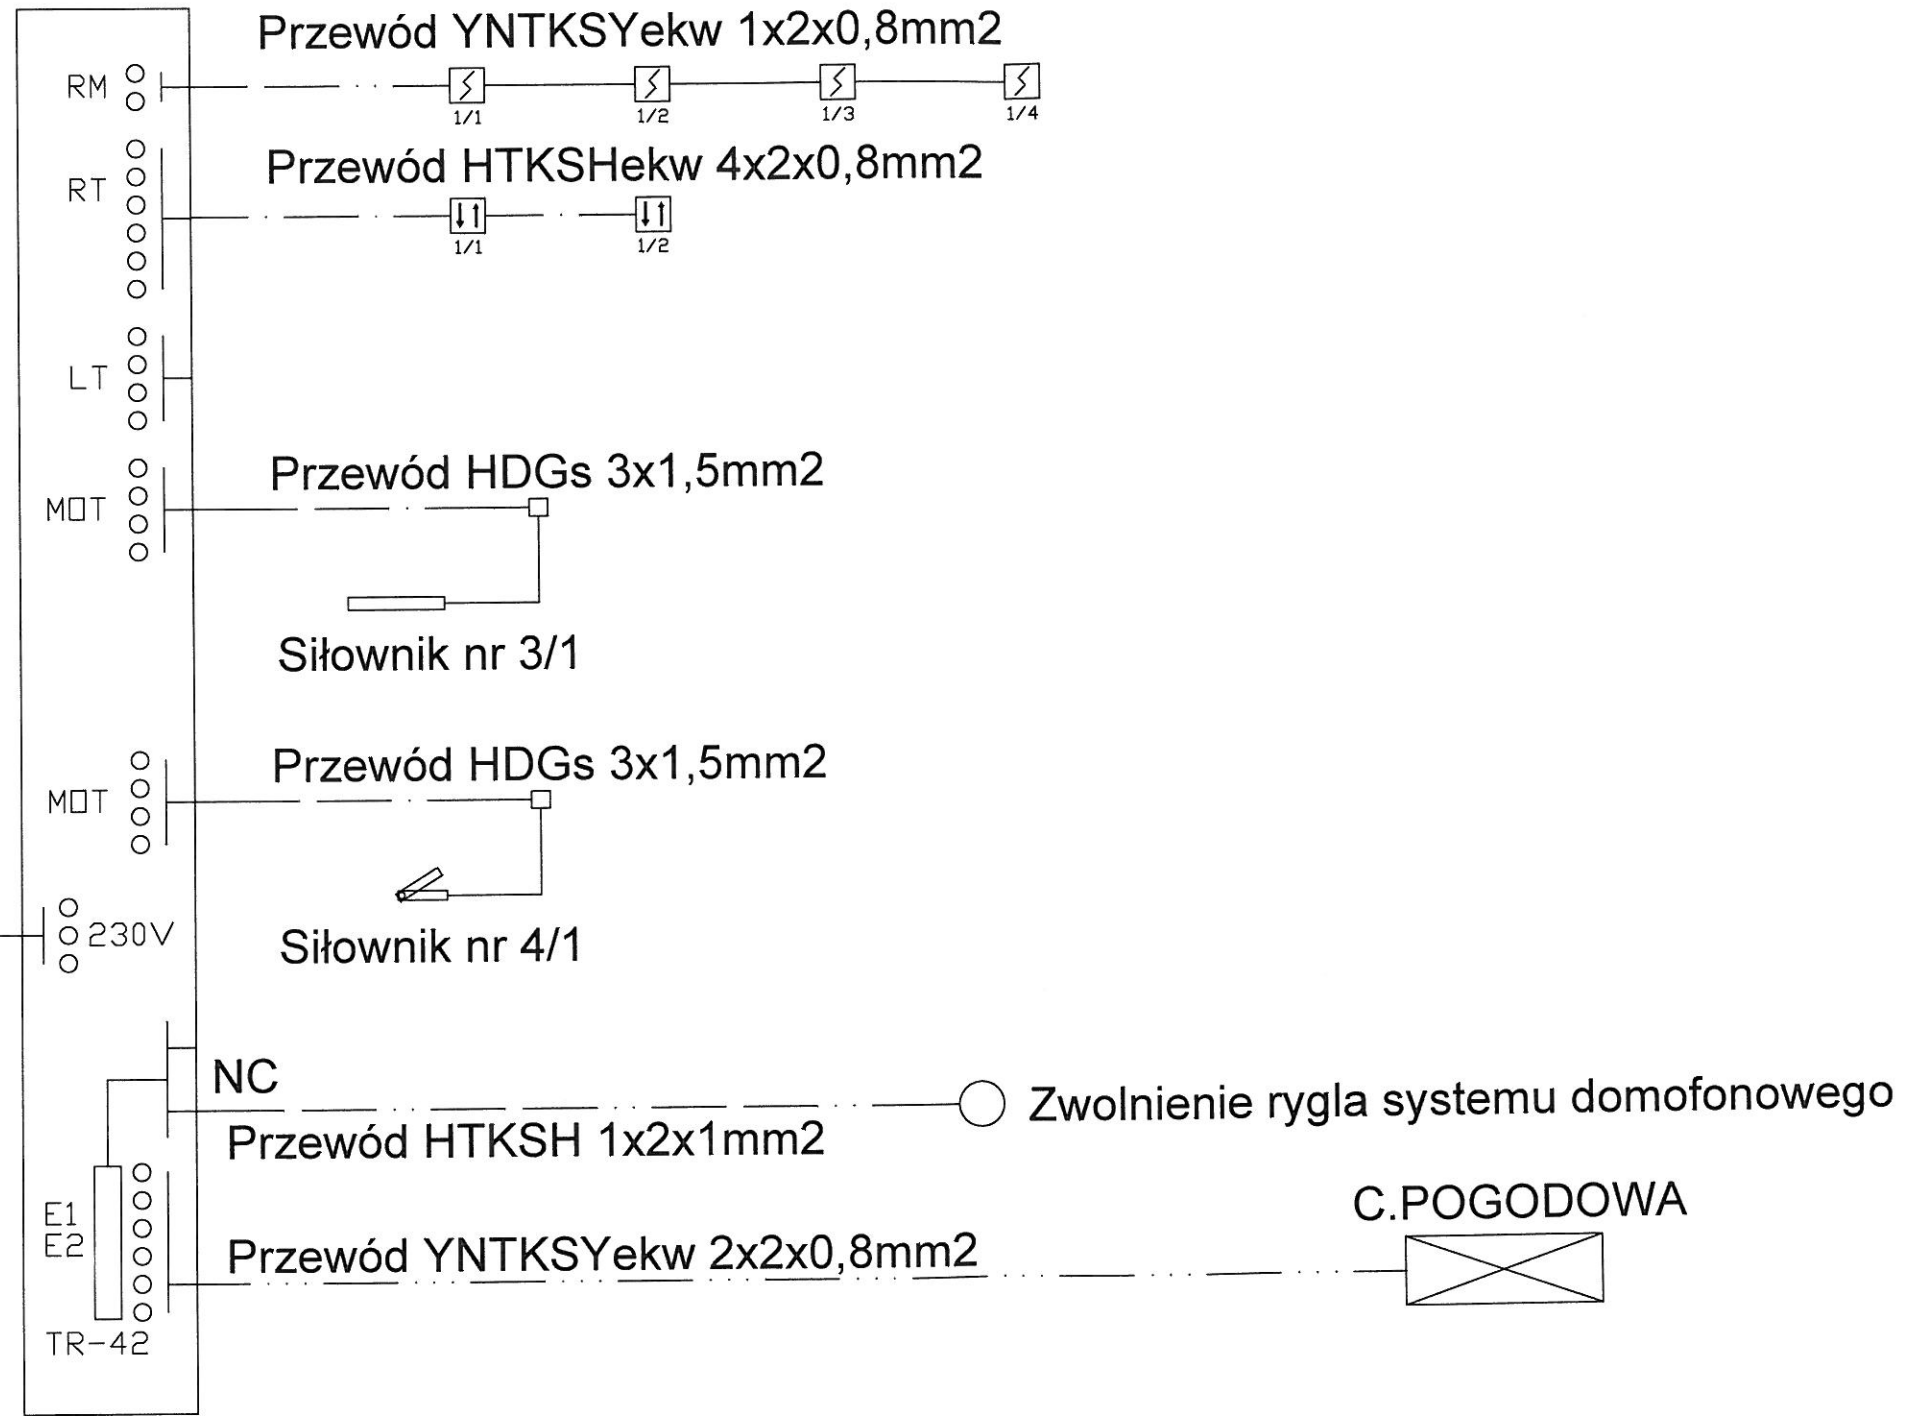 Przewód YNTKSYekw 1x2x0,8mm2
RM
1/1 1/2 1/3 1/4
Przewód HTKSHekw 4x2x0,8mm2
RT
1/1 1/2
LT
Przewód HDGs 3x1,5mm2
MOT
Siłownik nr 3/1
Przewód HDGs 3x1,5mm2
MOT
230V
Siłownik nr 4/1
NC
Zwolnienie rygla systemu domofonowego
Przewód HTKSH 1x2x1mm2
C.POGODOWA
E1
E2
Przewód YNTKSYekw 2x2x0,8mm2
TR-42